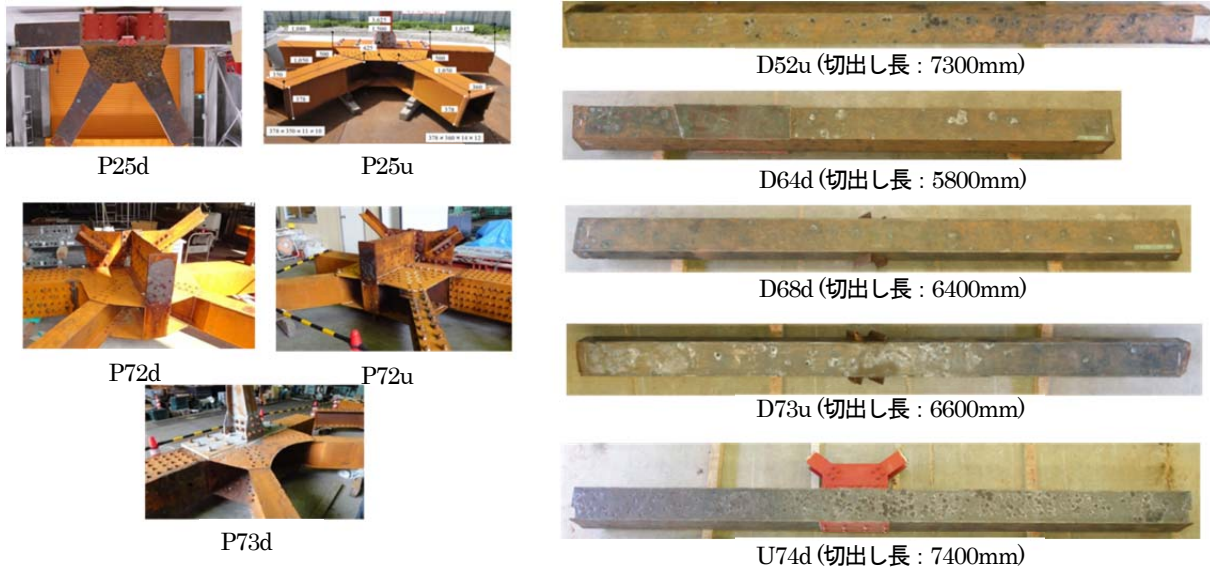 P25d
P25u
P72d
P72u
P73d
D52u (切出し長：7300mm)
D64d (切出し長：5800mm)
D68d (切出し長：6400mm)
D73u (切出し長：6600mm)
U74d (切出し長：7400mm)